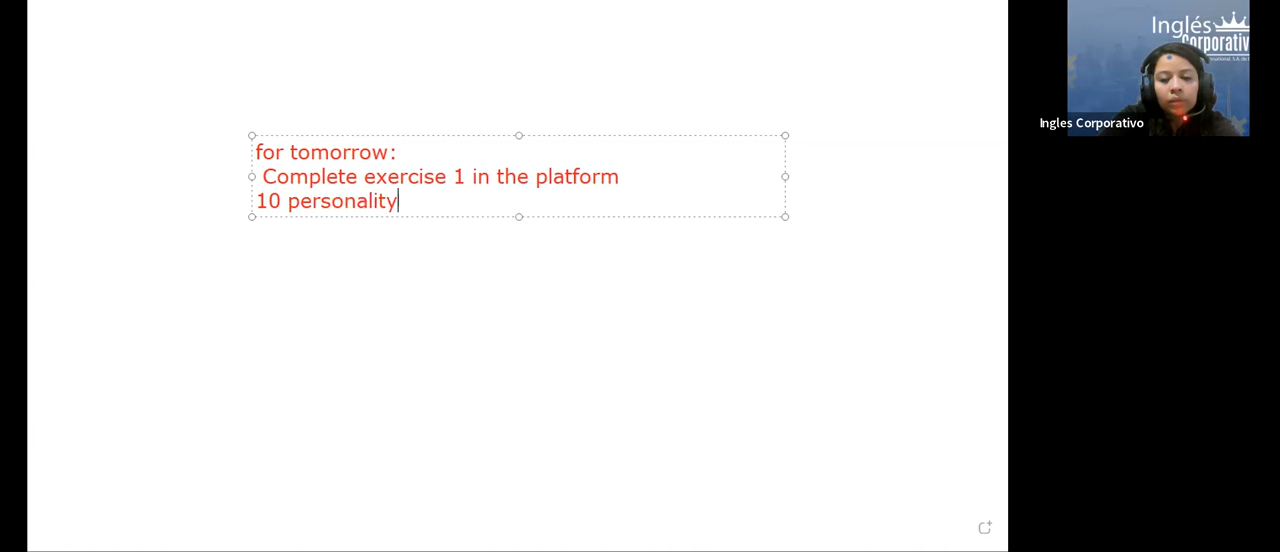 Inglés
Corporativ
Ingles Corporativo
for tomorrow:
Complete exercise 1 in the platform
10 personality